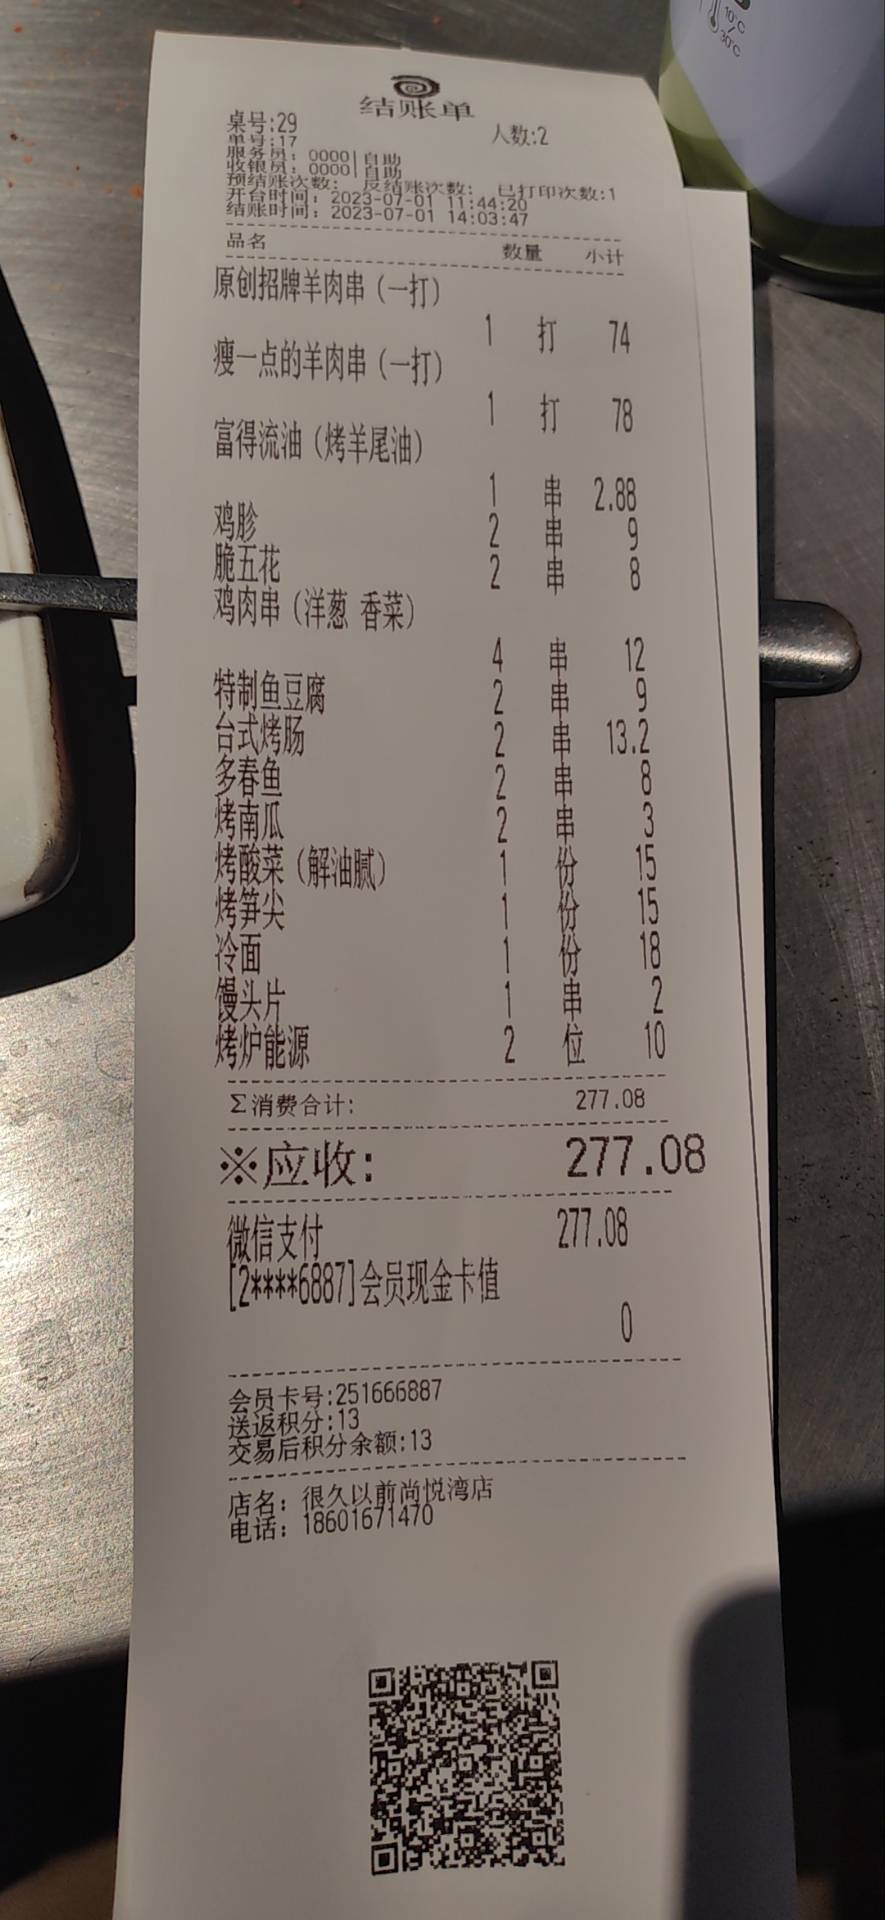 10℃
30℃
结账单
桌号:29 人数:2
单号:17
服务员: 0000|自助
收银员: 0000|自助
预结账次数: 反结账次数: 已打印次数:1
开台时间: 2023-07-01 11:44:20
结账时间: 2023-07-01 14:03:47
品名 数量 小计
原创招牌羊肉串(一打)
1 打 74
瘦一点的羊肉串(一打)
1 打 78
富得流油(烤羊尾油)
1 串 2.88
鸡胗 2 串 9
脆五花 2 串 8
鸡肉串(洋葱 香菜)
4 串 12
特制鱼豆腐 2 串 9
台式烤肠 2 串 13.2
多春鱼 2 串 8
烤南瓜 2 串 3
烤酸菜(解油腻) 1 份 15
烤笋尖 1 份 15
冷面 1 份 18
馒头片 1 串 2
烤炉能源 2 位 10
Σ消费合计: 277.08
※应收: 277.08
微信支付 277.08
[2****6887]会员现金卡值
0
会员卡号:251666887
送返积分:13
交易后积分余额:13
店名: 很久以前尚悦湾店
电话: 18601671470